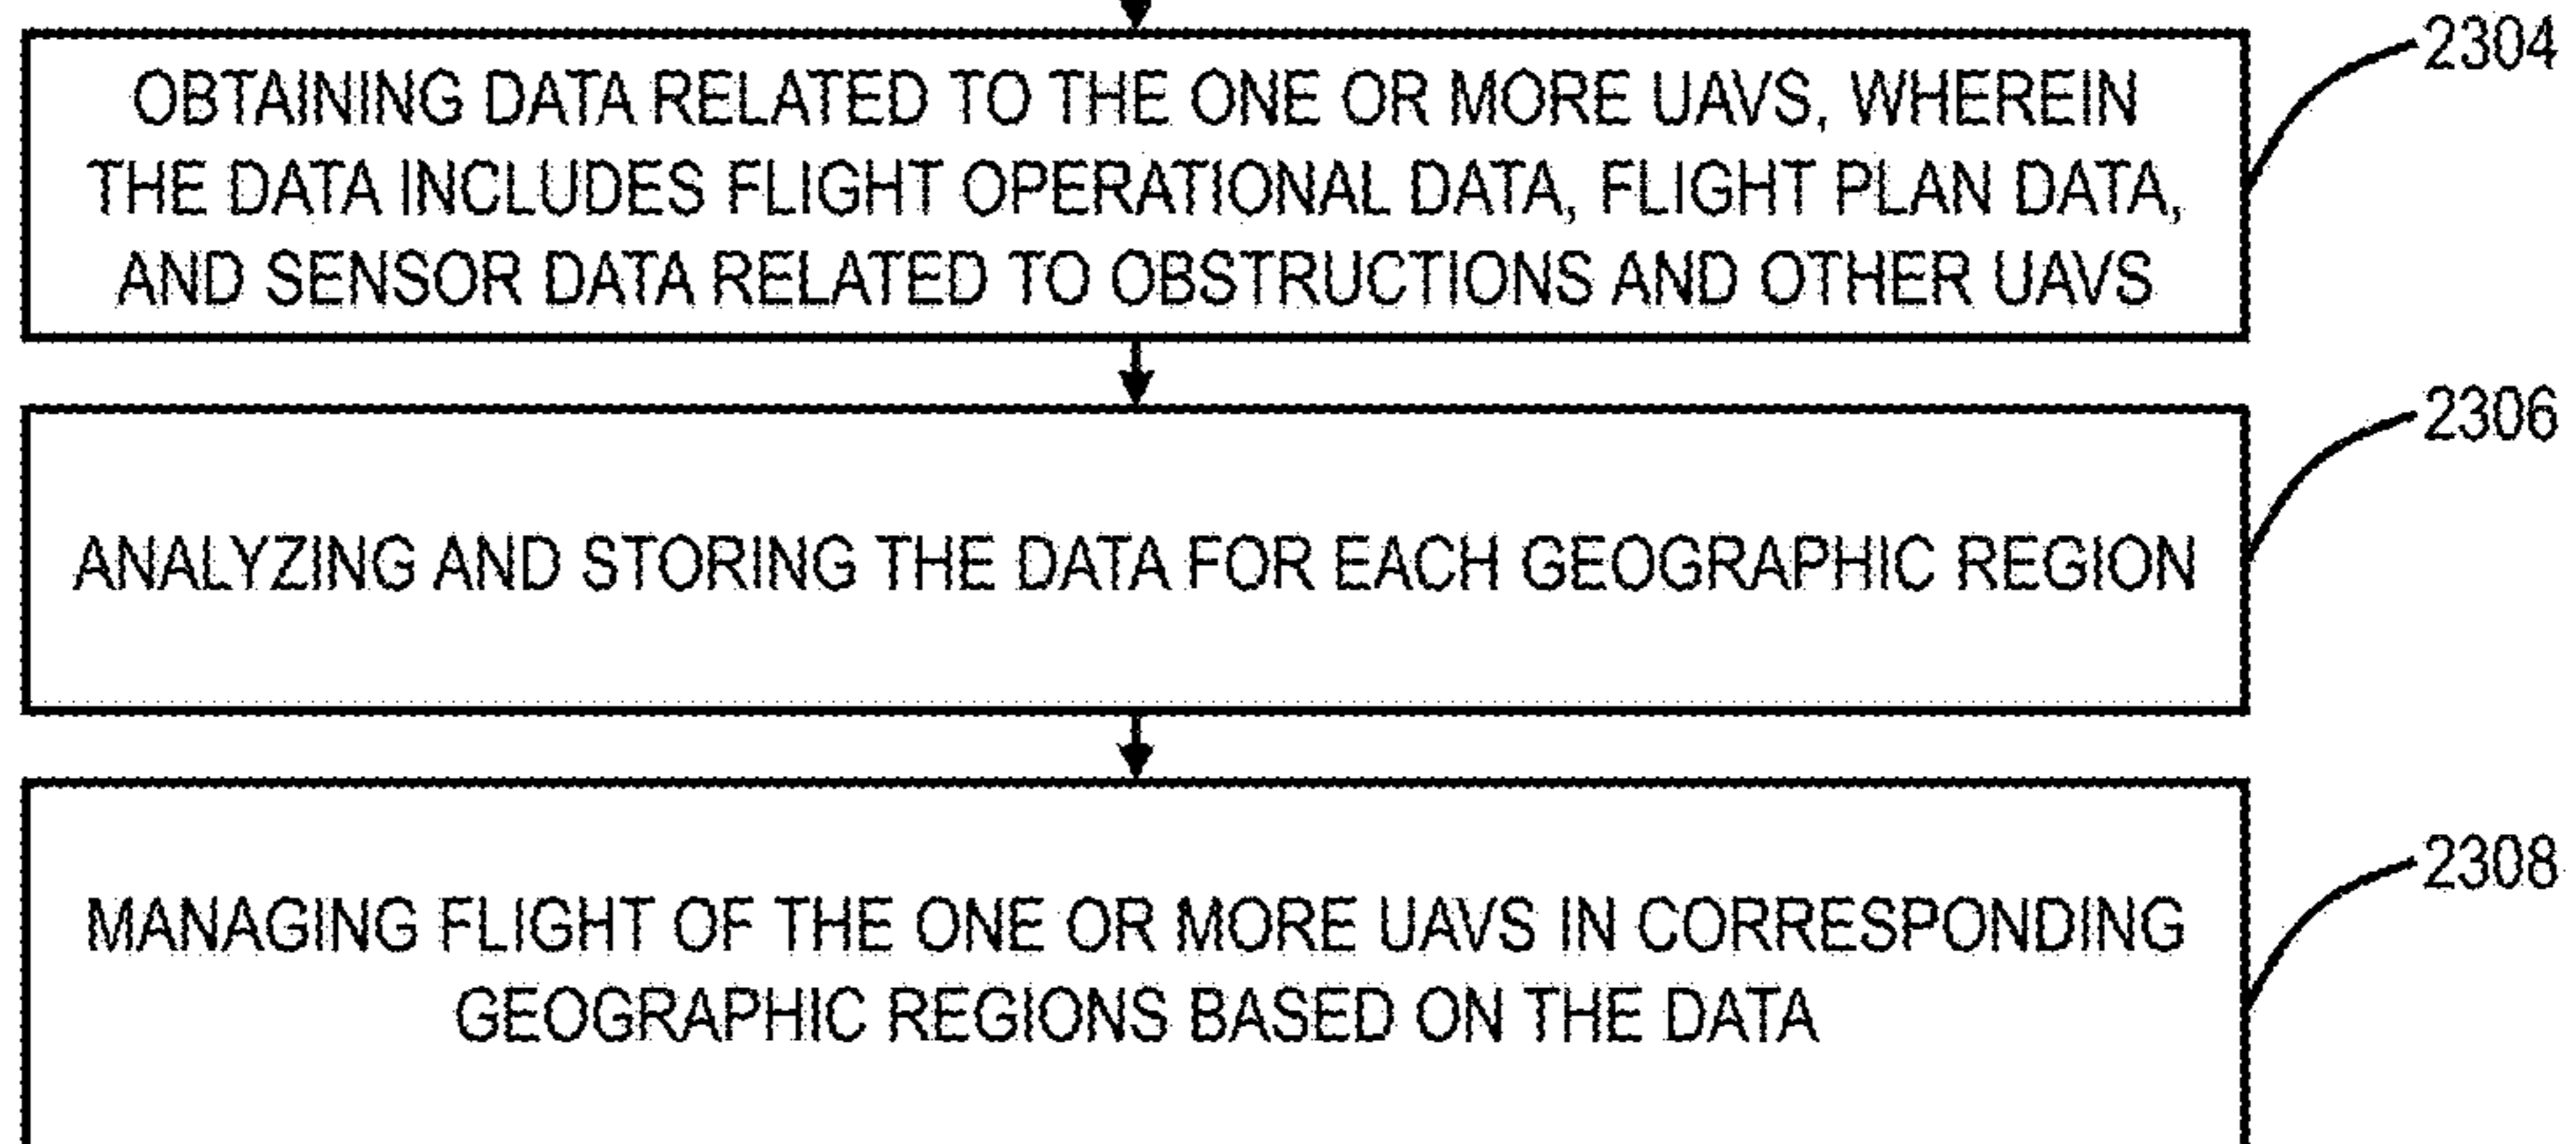 2304
OBTAINING DATA RELATED TO THE ONE OR MORE UAVS, WHEREIN
THE DATA INCLUDES FLIGHT OPERATIONAL DATA, FLIGHT PLAN DATA,
AND SENSOR DATA RELATED TO OBSTRUCTIONS AND OTHER UAVS
2306
ANALYZING AND STORING THE DATA FOR EACH GEOGRAPHIC REGION
2308
MANAGING FLIGHT OF THE ONE OR MORE UAVS IN CORRESPONDING
GEOGRAPHIC REGIONS BASED ON THE DATA